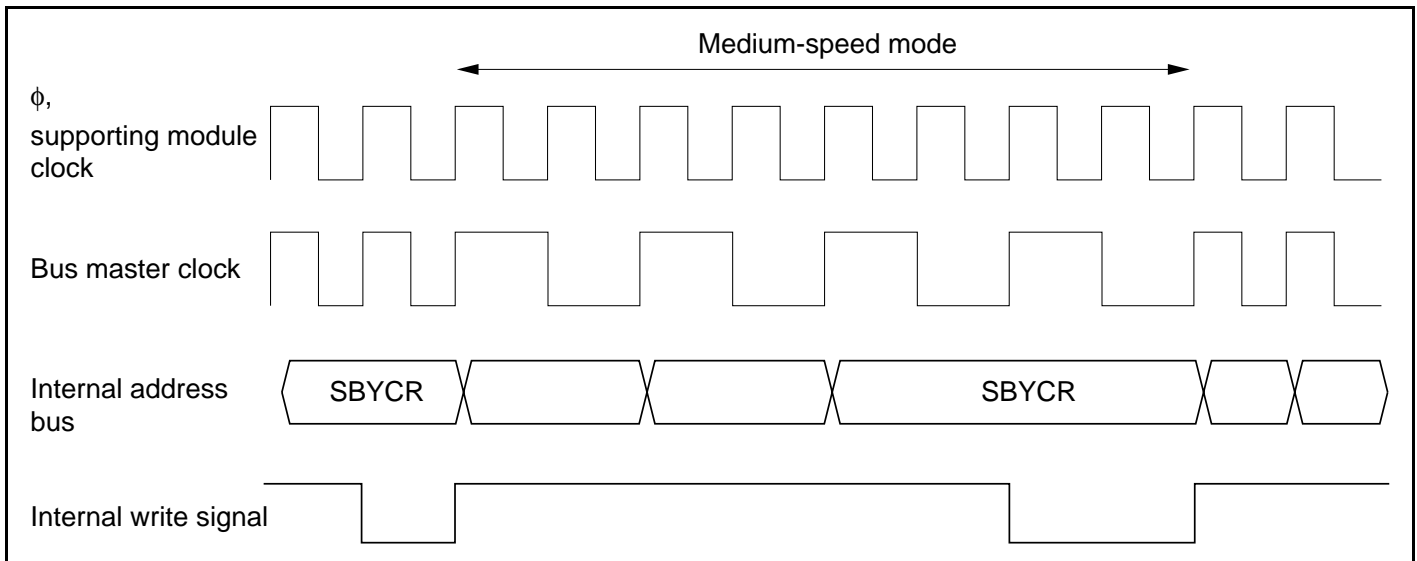 Medium-speed mode
ϕ,
supporting module
clock
Bus master clock
Internal address
bus
SBYCR
SBYCR
Internal write signal